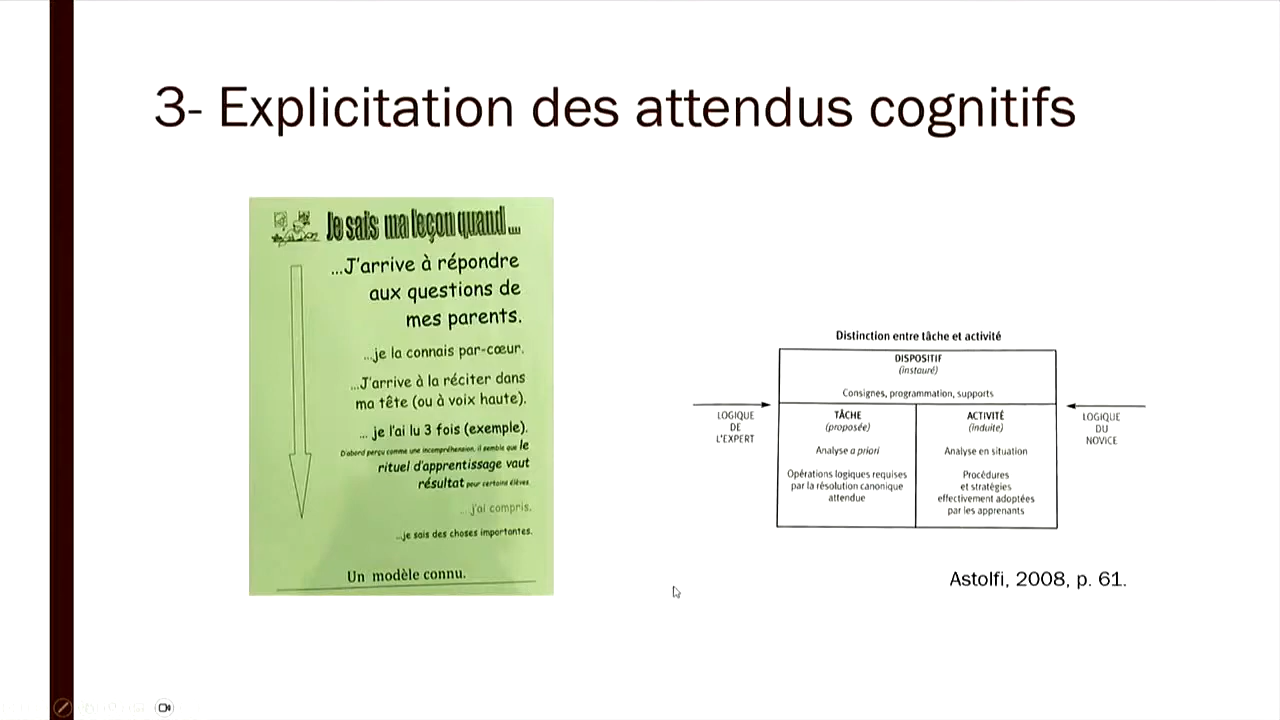 3- Explicitation des attendus cognitifs
Je sais ma leçon quand....
...J'arrive à répondre
aux questions de
mes parents.
...je la connais par-cœur.
...J'arrive à la réciter dans
ma tête (ou à voix haute).
... je l'ai lu 3 fois (exemple).
D'abord perçu comme une incompréhension, il semble que le
rituel d'apprentissage vaut
résultat pour certains élèves.
... j'ai compris.
...je sais des choses importantes.
Un modèle connu.
Distinction entre tâche et activité
DISPOSITIF
(instauré)
Consignes, programmation, supports
LOGIQUE
DE
L'EXPERT
TÂCHE
(proposée)
Analyse a priori
Opérations logiques requises
par la résolution canonique
attendue
ACTIVITÉ
(induite)
Analyse en situation
Procédures
et stratégies
effectivement adoptées
par les apprenants
LOGIQUE
DU
NOVICE
Astolfi, 2008, p. 61.